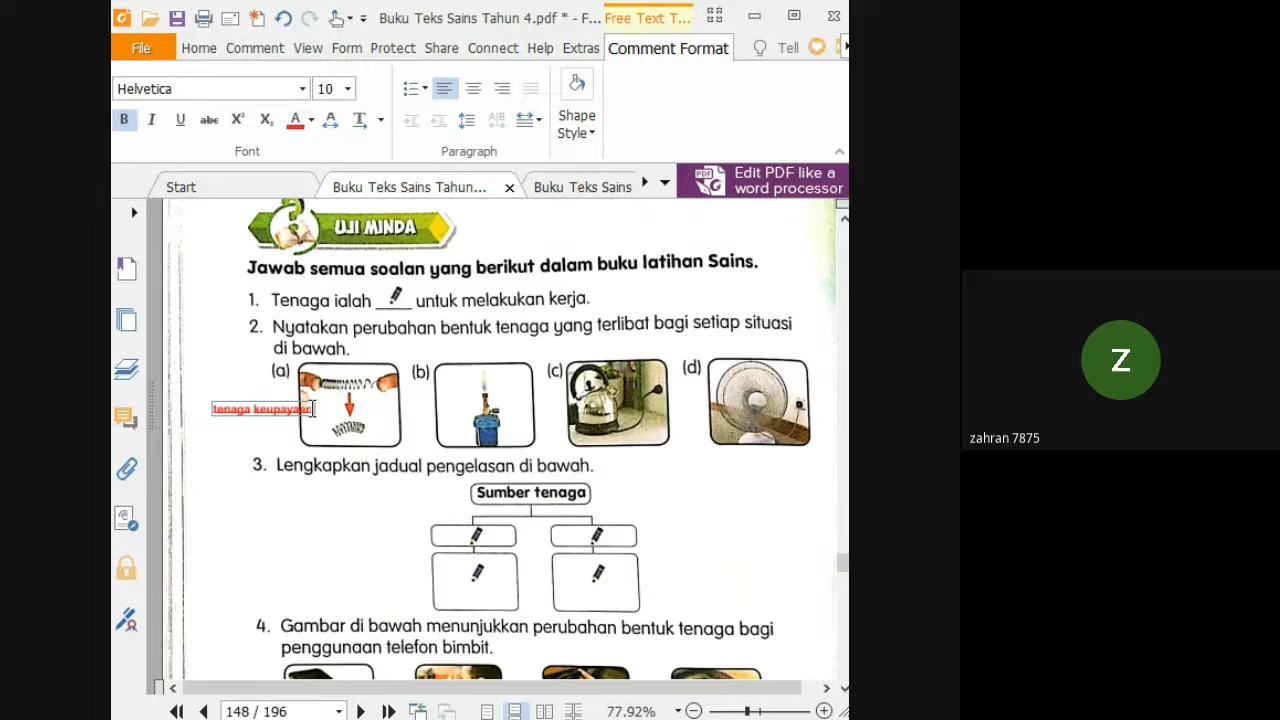 Buku Teks Sains Tahun 4.pdf * - F...
Free Text T...
File Home Comment View Form Protect Share Connect Help Extras Comment Format Tell
Helvetica 10
B I U abc X² X₂ A A T
Shape
Style
Font Paragraph
Start Buku Teks Sains Tahun... Buku Teks Sains
Edit PDF like a
word processor
UJI MINDA
Jawab semua soalan yang berikut dalam buku latihan Sains.
1. Tenaga ialah ____ untuk melakukan kerja.
2. Nyatakan perubahan bentuk tenaga yang terlibat bagi setiap situasi
di bawah.
(a) (b) (c) (d)
tenaga keupayaan
3. Lengkapkan jadual pengelasan di bawah.
Sumber tenaga
4. Gambar di bawah menunjukkan perubahan bentuk tenaga bagi
penggunaan telefon bimbit.
148 / 196
77.92%
Z
zahran 7875